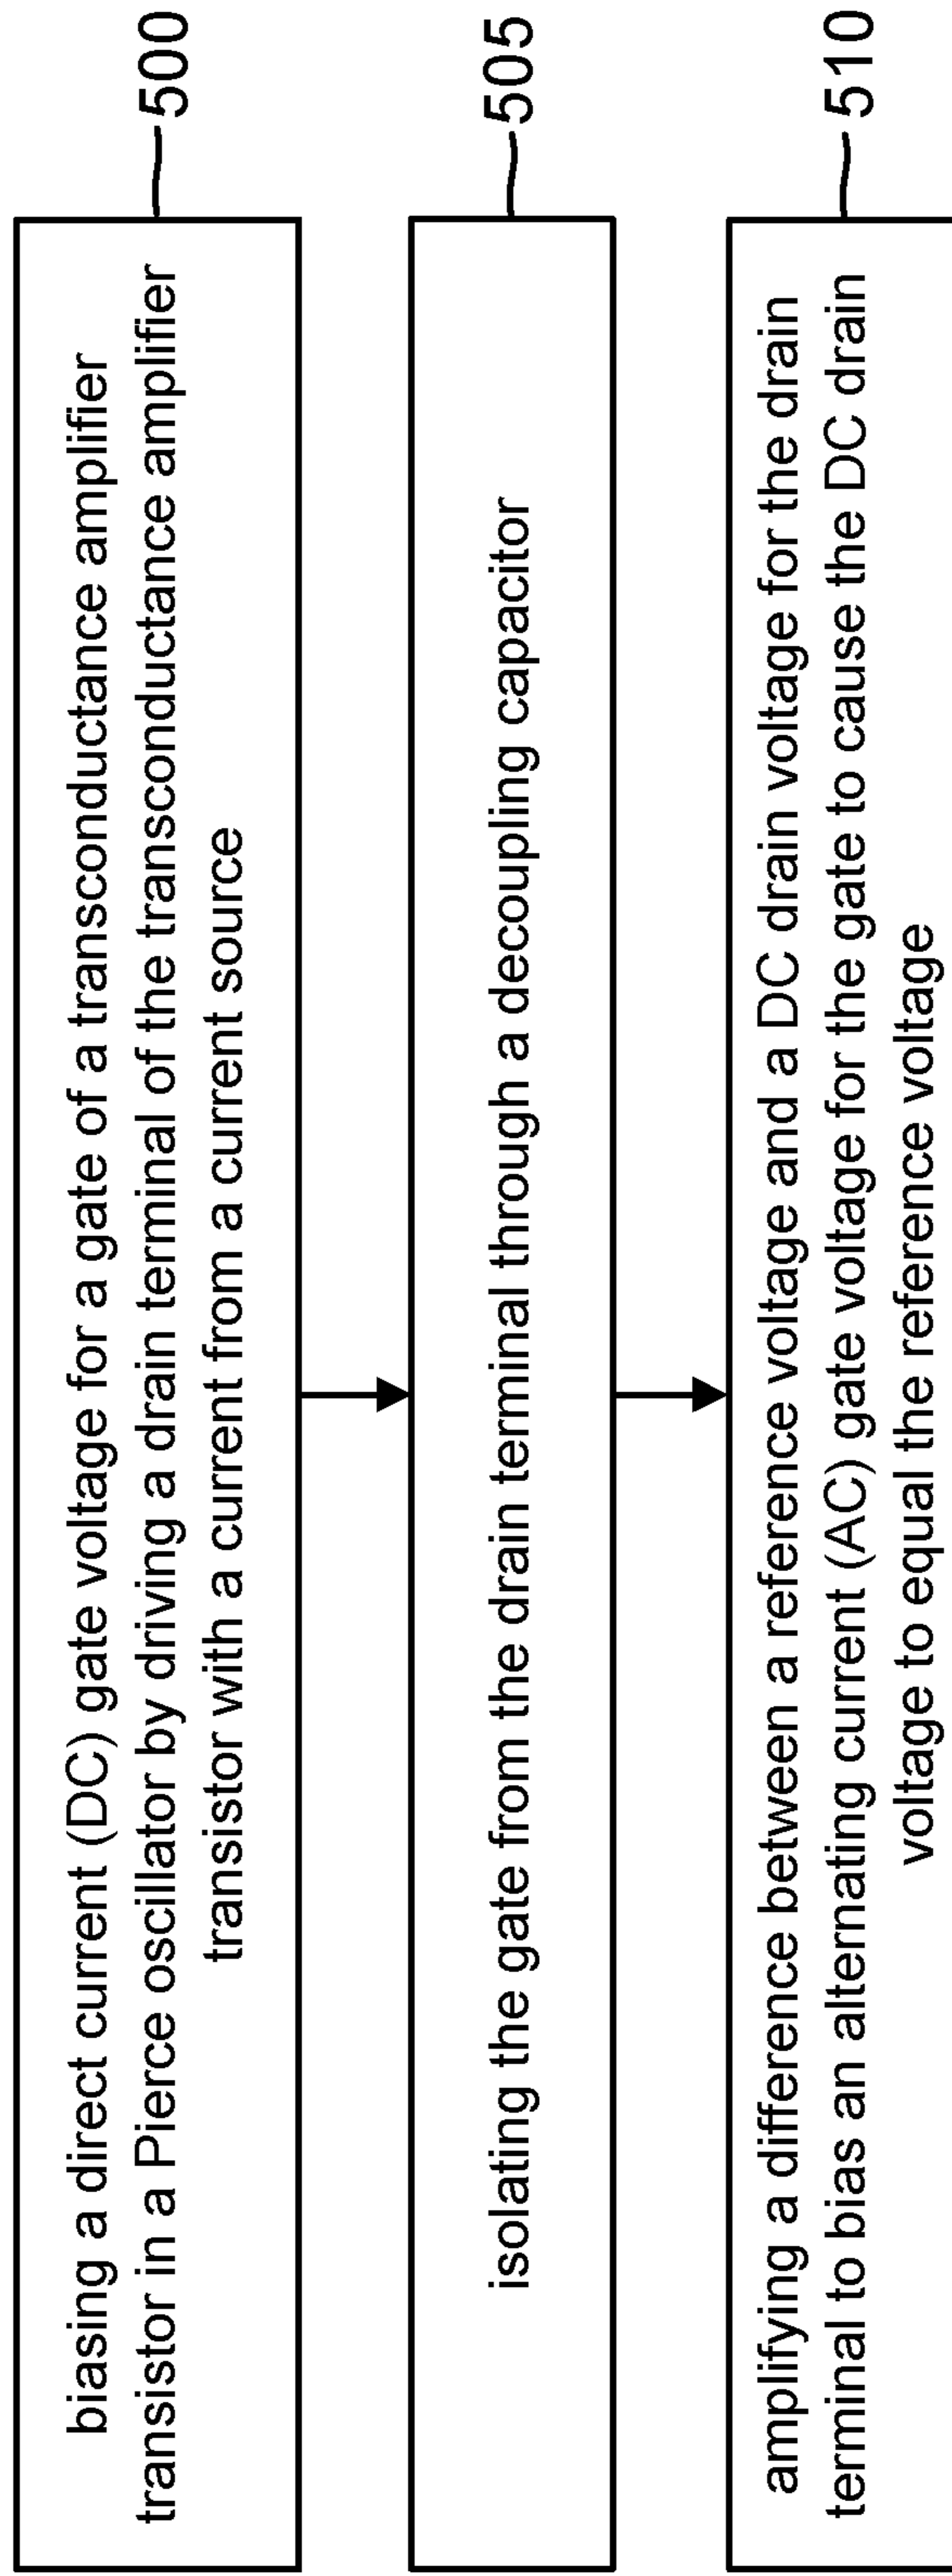 biasing a direct current (DC) gate voltage for a gate of a transconductance amplifier
transistor in a Pierce oscillator by driving a drain terminal of the transconductance amplifier
transistor with a current from a current source
500
isolating the gate from the drain terminal through a decoupling capacitor
505
amplifying a difference between a reference voltage and a DC drain voltage for the drain
terminal to bias an alternating current (AC) gate voltage for the gate to cause the DC drain
voltage to equal the reference voltage
510